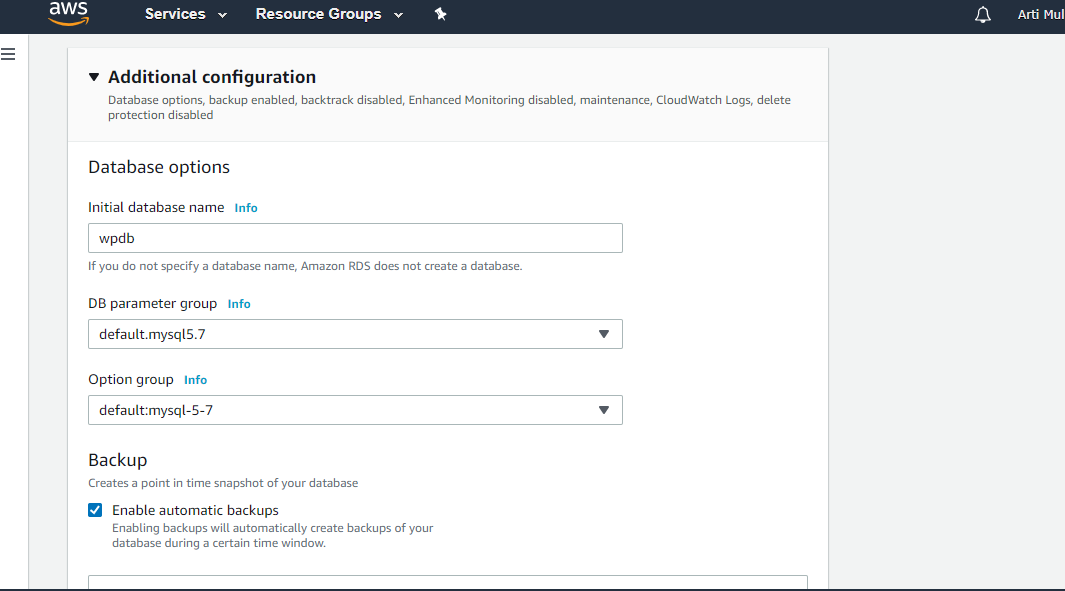 aws
Services
Resource Groups
Arti Mul
Additional configuration
Database options, backup enabled, backtrack disabled, Enhanced Monitoring disabled, maintenance, CloudWatch Logs, delete
protection disabled
Database options
Initial database name Info
wpdb
If you do not specify a database name, Amazon RDS does not create a database.
DB parameter group Info
default.mysql5.7
Option group Info
default:mysql-5-7
Backup
Creates a point in time snapshot of your database
Enable automatic backups
Enabling backups will automatically create backups of your
database during a certain time window.